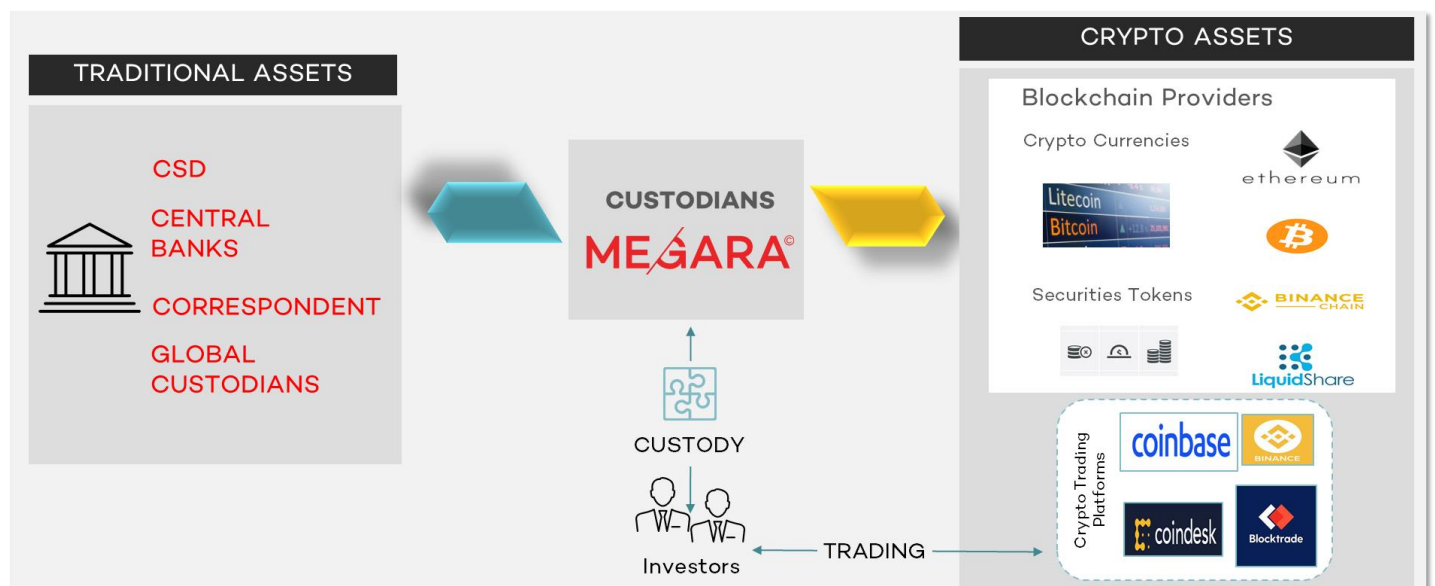 TRADITIONAL ASSETS
CSD
CENTRAL
BANKS
CORRESPONDENT
GLOBAL
CUSTODIANS
CUSTODIANS
MEGARA©
CUSTODY
Investors
TRADING
CRYPTO ASSETS
Blockchain Providers
Crypto Currencies
ethereum
Litecoin
Bitcoin
Securities Tokens
BINANCE
CHAIN
LiquidShare
Crypto Trading
Platforms
coinbase
BINANCE
coindesk
Blocktrade